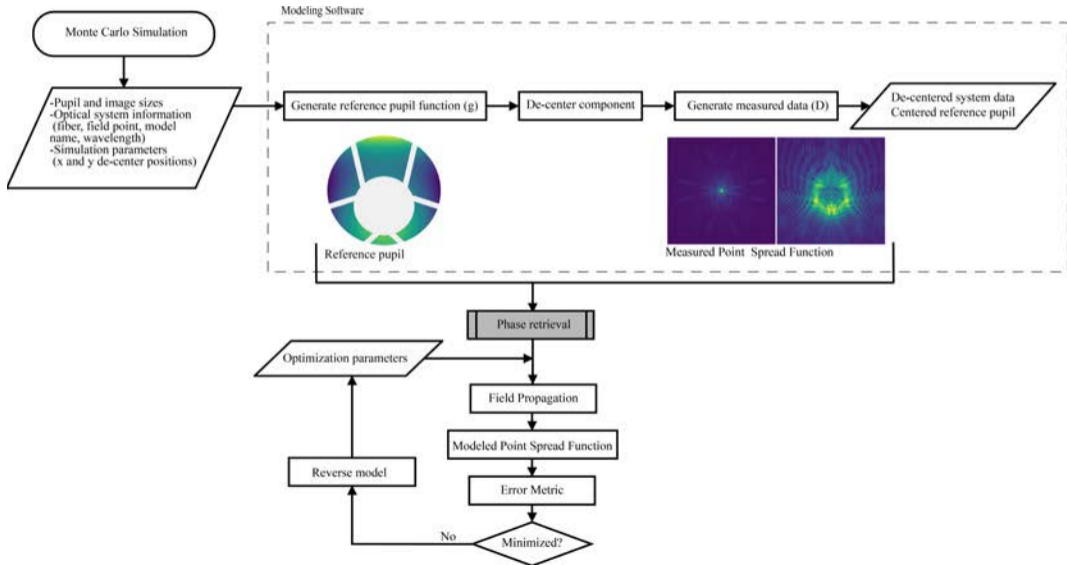 Modeling Software
Monte Carlo Simulation
-Pupil and image sizes
-Optical system information
(fiber, field point, model
name, wavelength)
-Simulation parameters
(x and y de-center positions)
Generate reference pupil function (g)
De-center component
Generate measured data (D)
De-centered system data
Centered reference pupil
Reference pupil
Measured Point Spread Function
Phase retrieval
Optimization parameters
Field Propagation
Modeled Point Spread Function
Reverse model
Error Metric
No
Minimized?